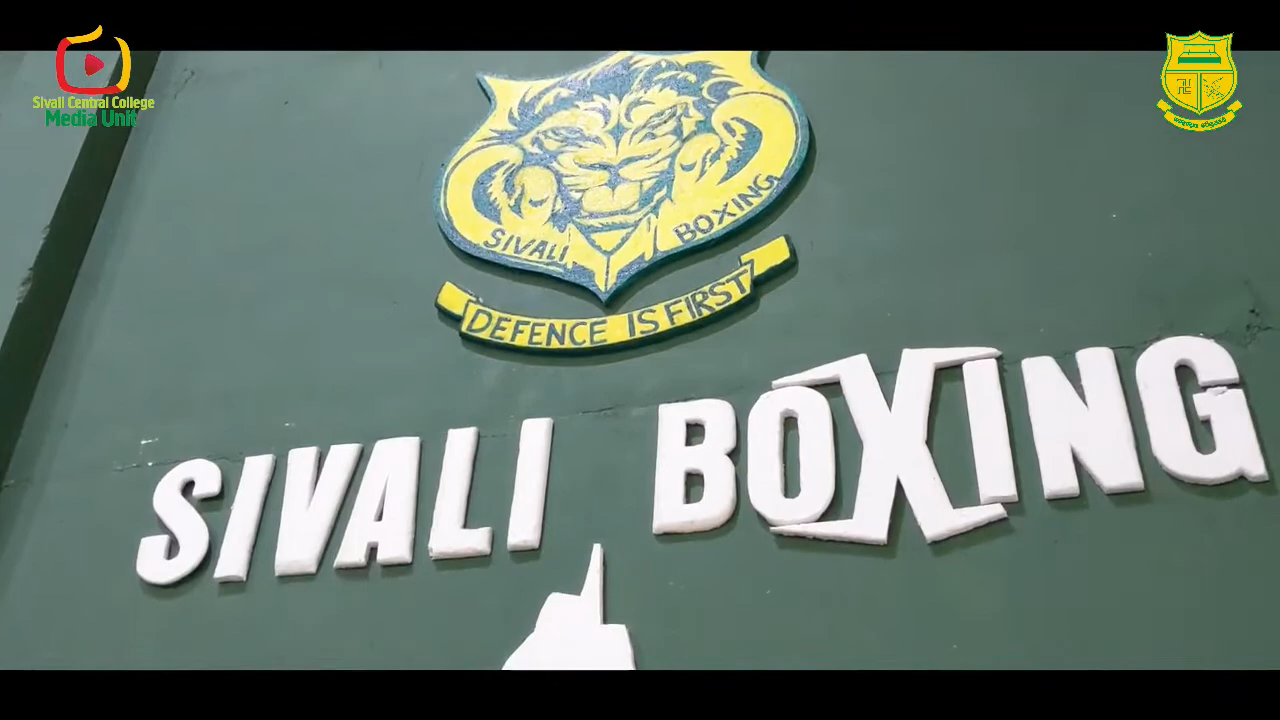 Sivali Central College
Media Unit
SIVALI BOXING
DEFENCE IS FIRST
SIVALI BOXING